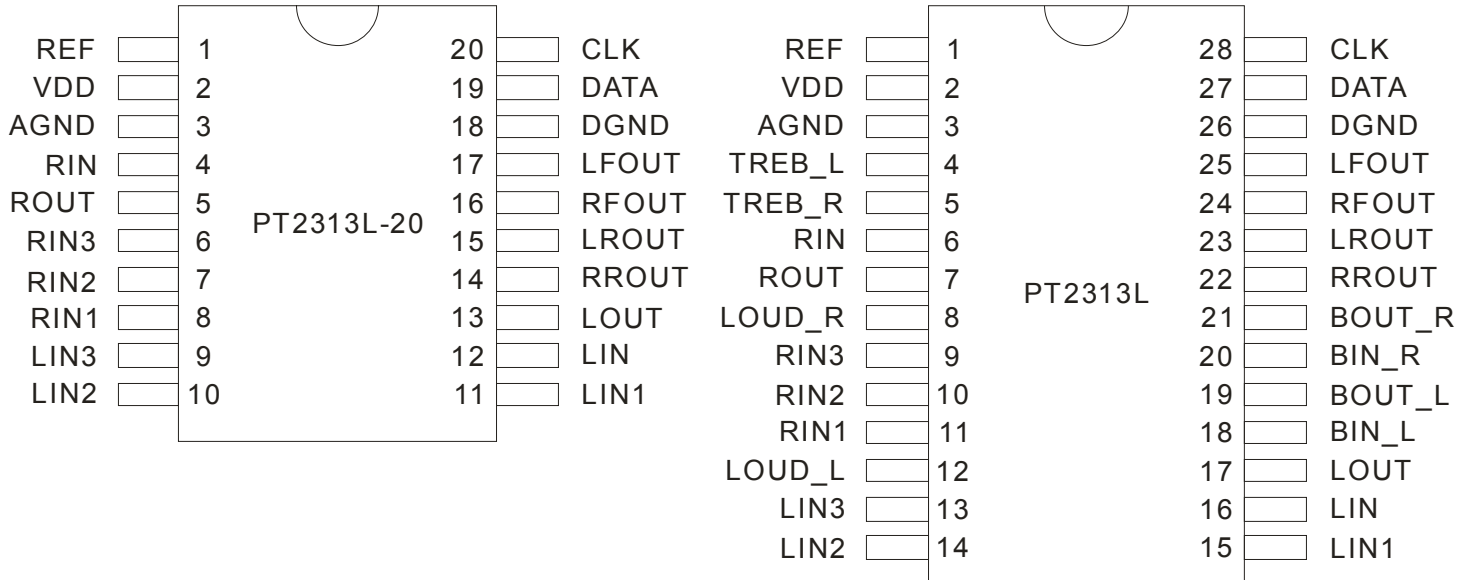 REF 1 20 CLK
VDD 2 19 DATA
AGND 3 18 DGND
RIN 4 17 LFOUT
ROUT 5 16 RFOUT
PT2313L-20
RIN3 6 15 LROUT
RIN2 7 14 RROUT
RIN1 8 13 LOUT
LIN3 9 12 LIN
LIN2 10 11 LIN1
REF 1 28 CLK
VDD 2 27 DATA
AGND 3 26 DGND
TREB_L 4 25 LFOUT
TREB_R 5 24 RFOUT
RIN 6 23 LROUT
ROUT 7 22 RROUT
PT2313L
LOUD_R 8 21 BOUT_R
RIN3 9 20 BIN_R
RIN2 10 19 BOUT_L
RIN1 11 18 BIN_L
LOUD_L 12 17 LOUT
LIN3 13 16 LIN
LIN2 14 15 LIN1